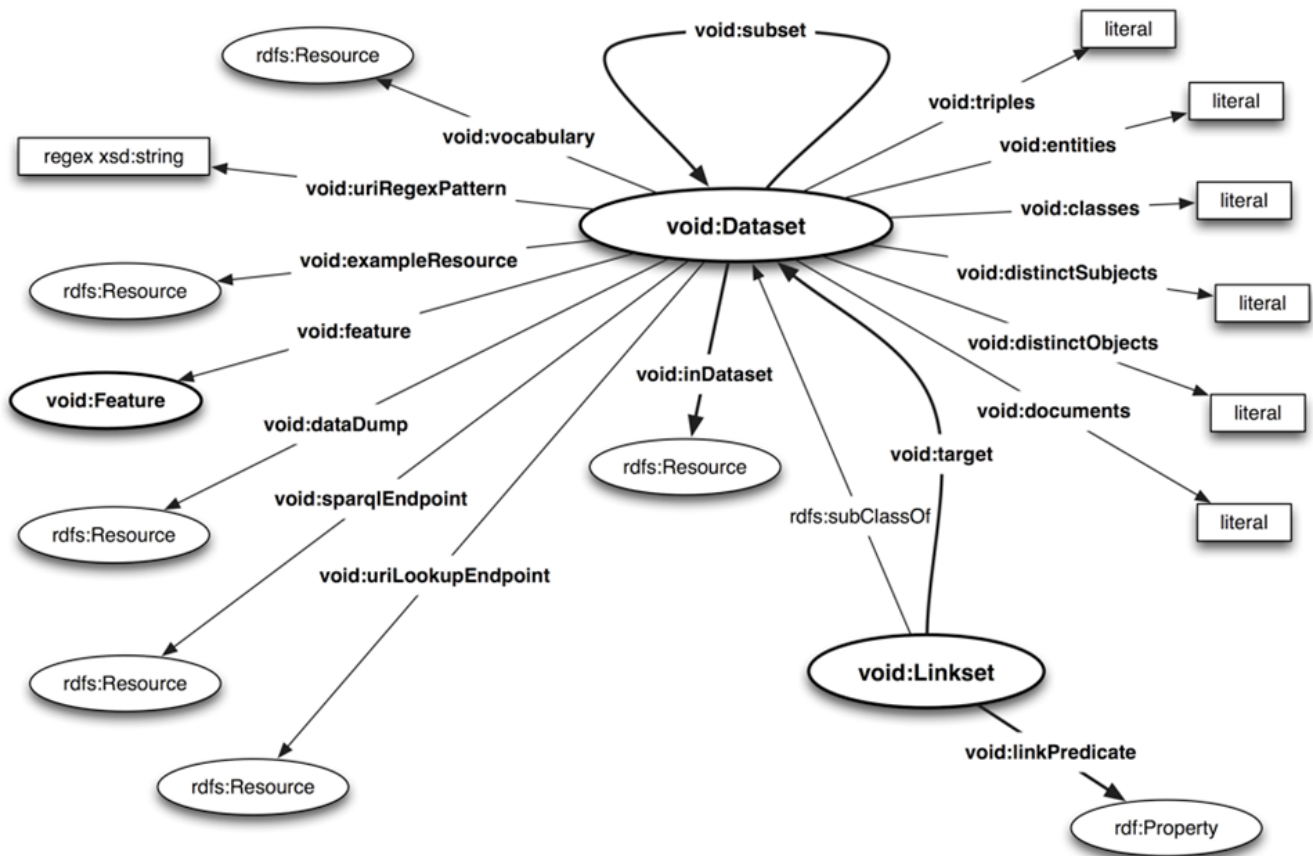 void:subset
literal
rdfs:Resource
void:triples
literal
void:vocabulary
void:entities
regex xsd:string
void:uriRegexPattern
void:classes
literal
void:Dataset
void:exampleResource
void:distinctSubjects
rdfs:Resource
literal
void:feature
void:distinctObjects
void:inDataset
void:Feature
void:documents
literal
void:dataDump
void:target
rdfs:Resource
void:sparqlEndpoint
rdfs:subClassOf
literal
rdfs:Resource
void:uriLookupEndpoint
void:Linkset
rdfs:Resource
void:linkPredicate
rdfs:Resource
rdf:Property